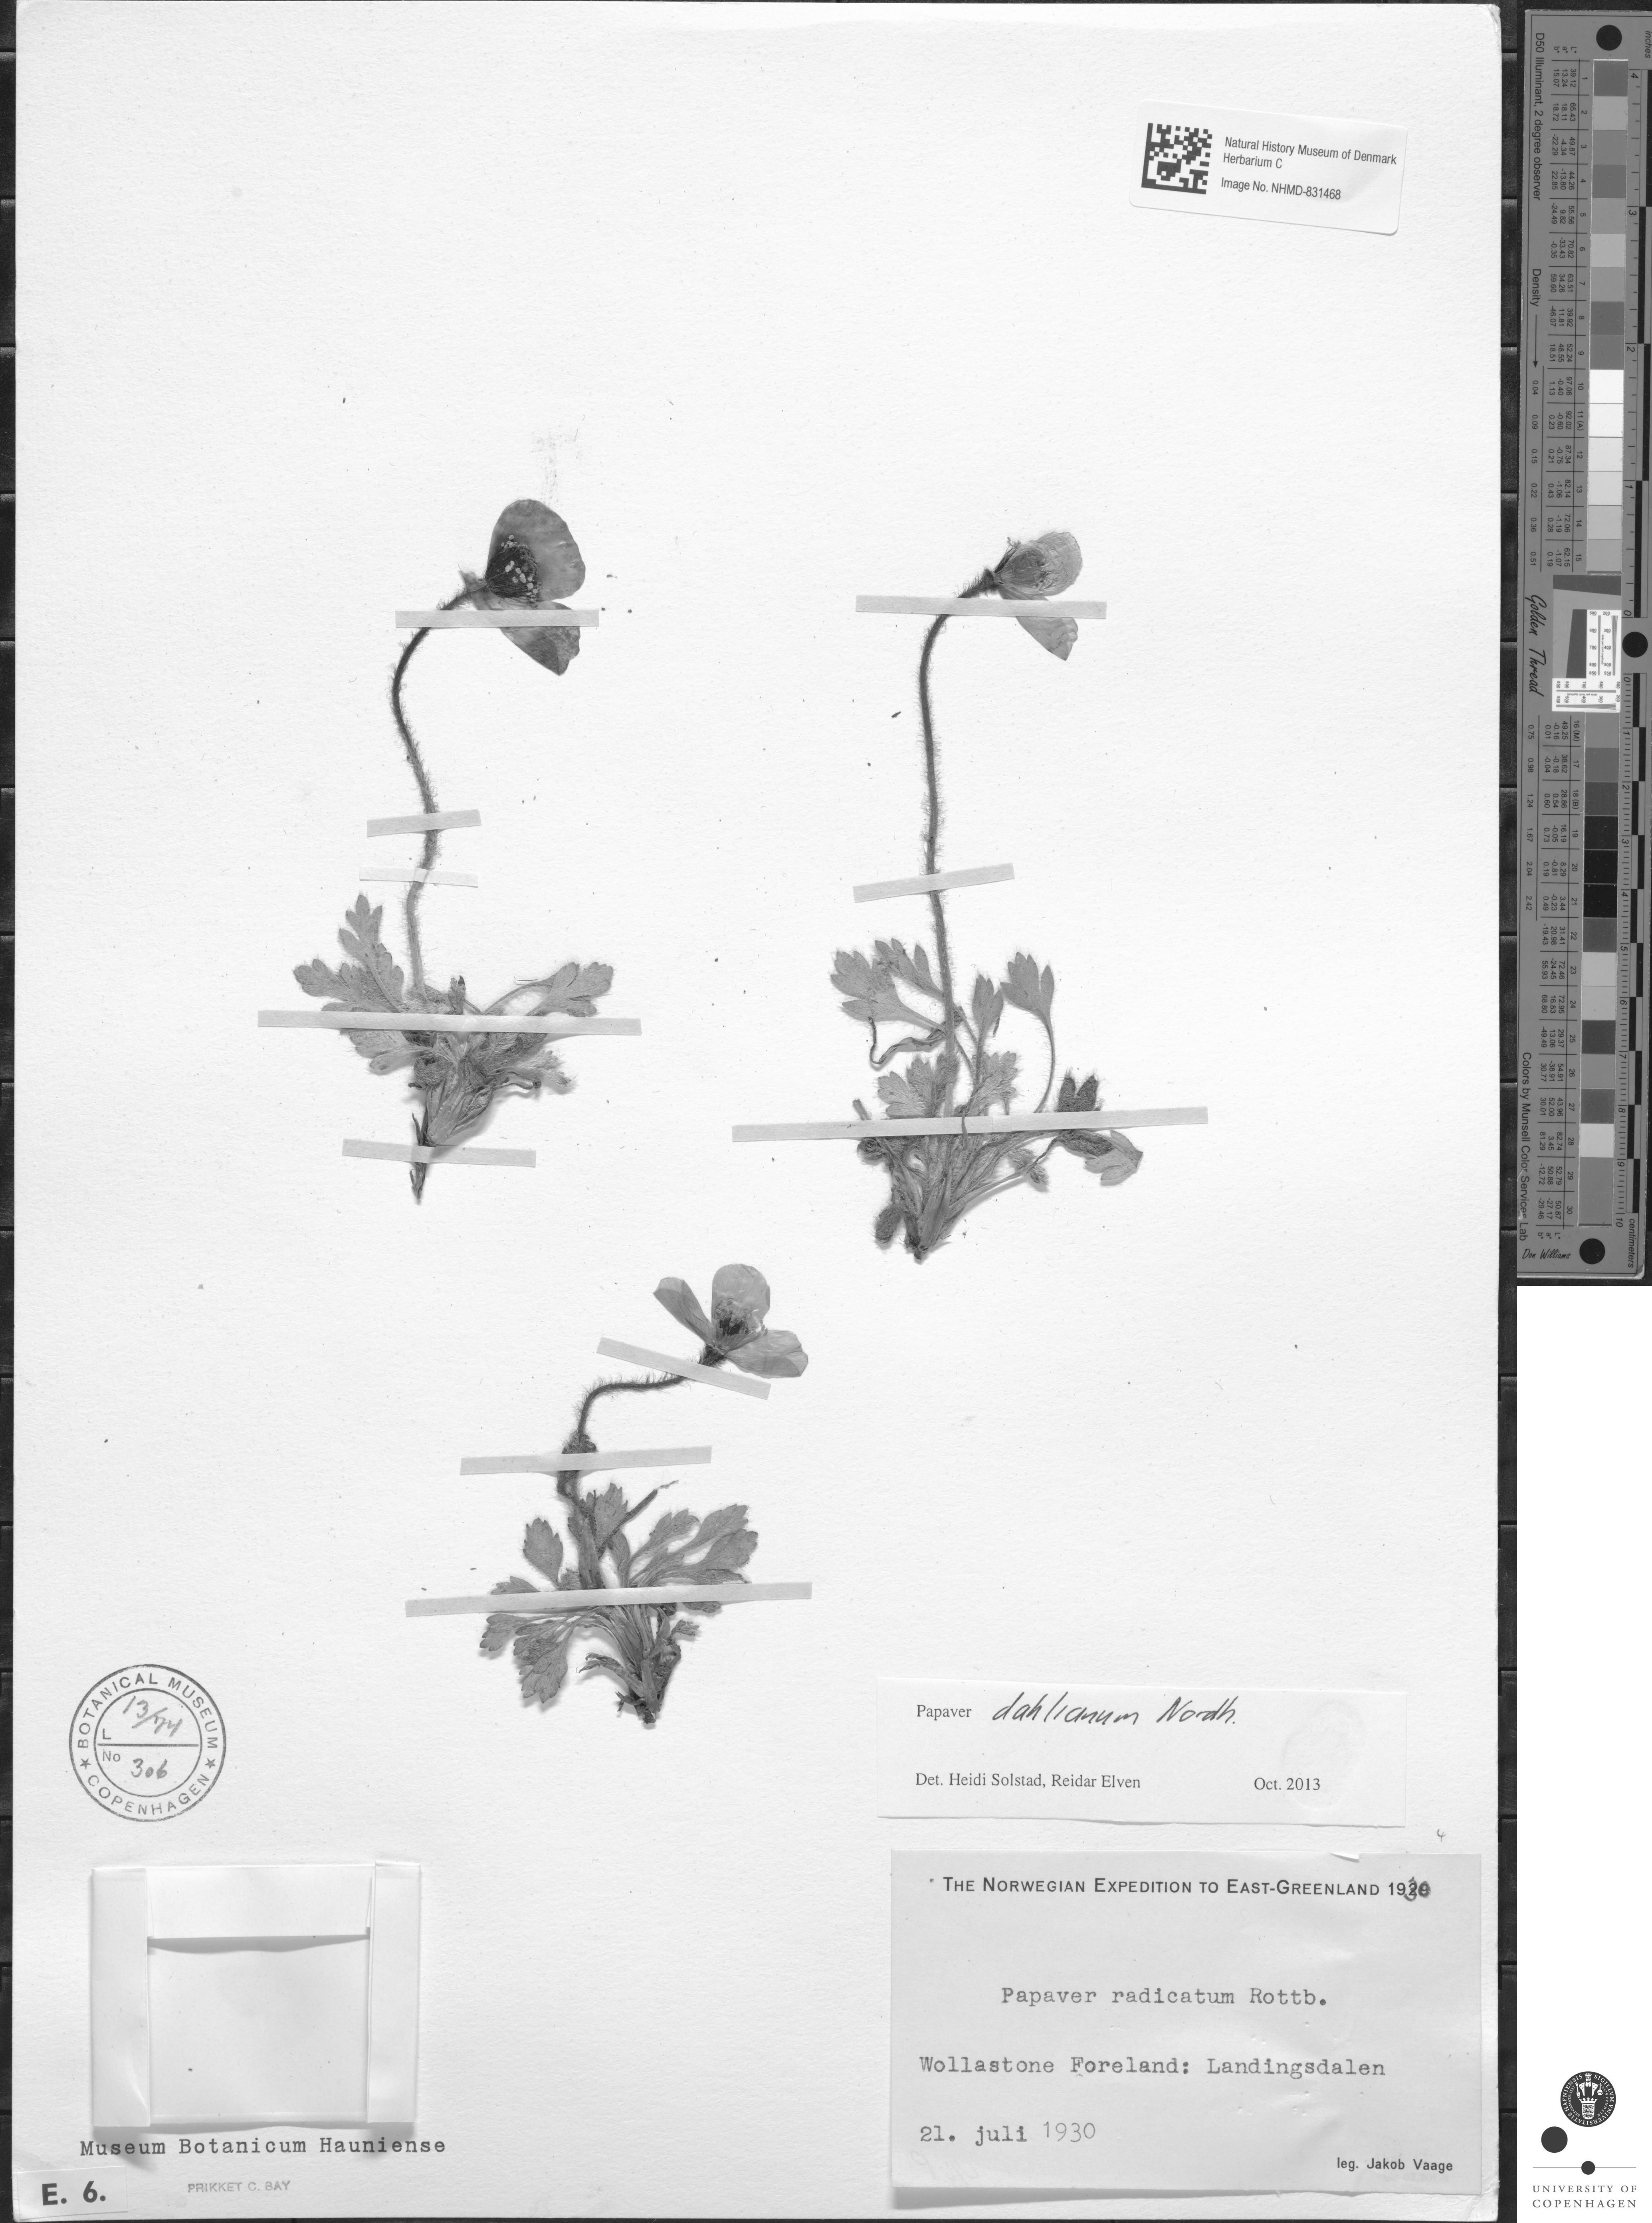 Natural History Museum of Denmark
Herbarium C
Image No. NHMD-831468
BOTANICAL MUSEUM
COPENHAGEN
L 13/74
No 306
Papaver dahlianum Nordh.
Det. Heidi Solstad, Reidar Elven Oct. 2013
4
THE NORWEGIAN EXPEDITION TO EAST-GREENLAND 1930
Papaver radicatum Rottb.
Wollastone Foreland: Landingsdalen
21. juli 1930
leg. Jakob Vaage
Museum Botanicum Hauniense
E. 6.
PRIKKET C. BAY
inches
D50 Illuminant, 2 degree observer
Density
Golden Thread
Colors by Munsell Color Services Lab
Don Williams
centimeters
UNIVERSITY OF
COPENHAGEN